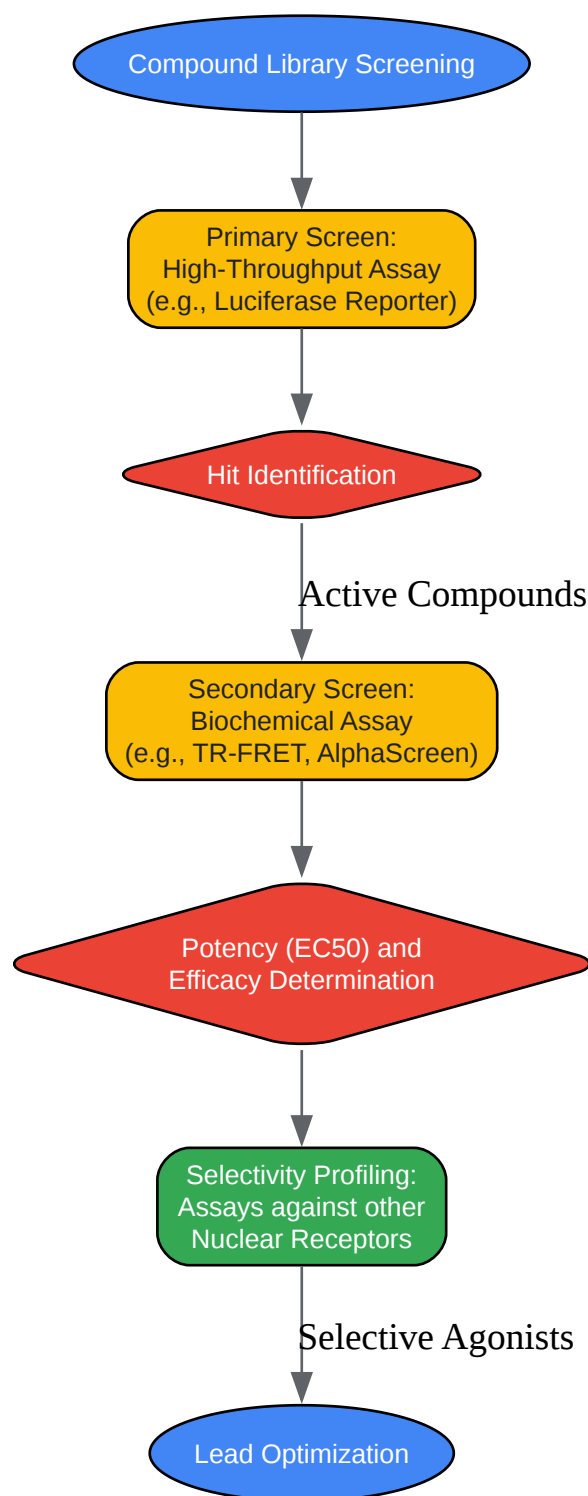 Compound Library Screening
Primary Screen:
High-Throughput Assay
(e.g., Luciferase Reporter)
Hit Identification
Active Compounds
Secondary Screen:
Biochemical Assay
(e.g., TR-FRET, AlphaScreen)
Potency (EC50) and
Efficacy Determination
Selectivity Profiling:
Assays against other
Nuclear Receptors
Selective Agonists
Lead Optimization